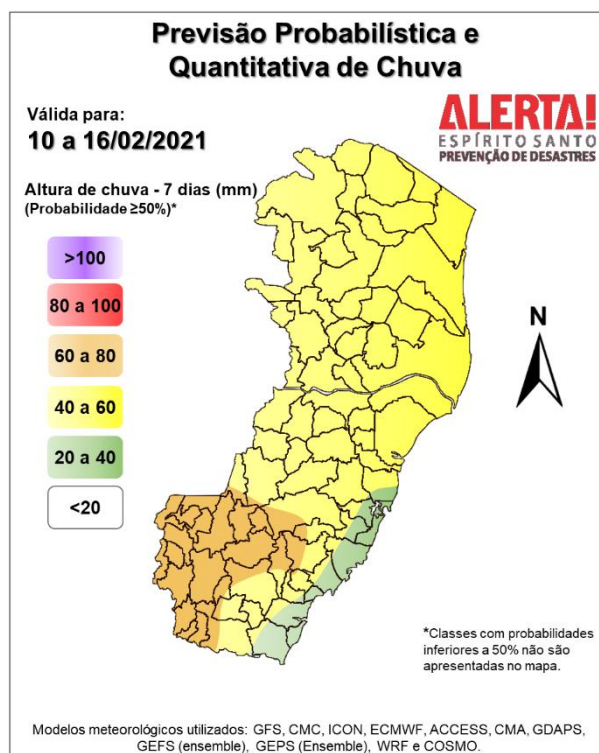 Previsão Probabilística e
Quantitativa de Chuva
Válida para:
10 a 16/02/2021
ALERTA!
ESPÍRITO SANTO
PREVENÇÃO DE DESASTRES
Altura de chuva - 7 dias (mm)
(Probabilidade ≥50%)*
>100
80 a 100
60 a 80
40 a 60
20 a 40
<20
N
*Classes com probabilidades
inferiores a 50% não são
apresentadas no mapa.
Modelos meteorológicos utilizados: GFS, CMC, ICON, ECMWF, ACCESS, CMA, GDAPS,
GEFS (ensemble), GEPS (Ensemble), WRF e COSMO.